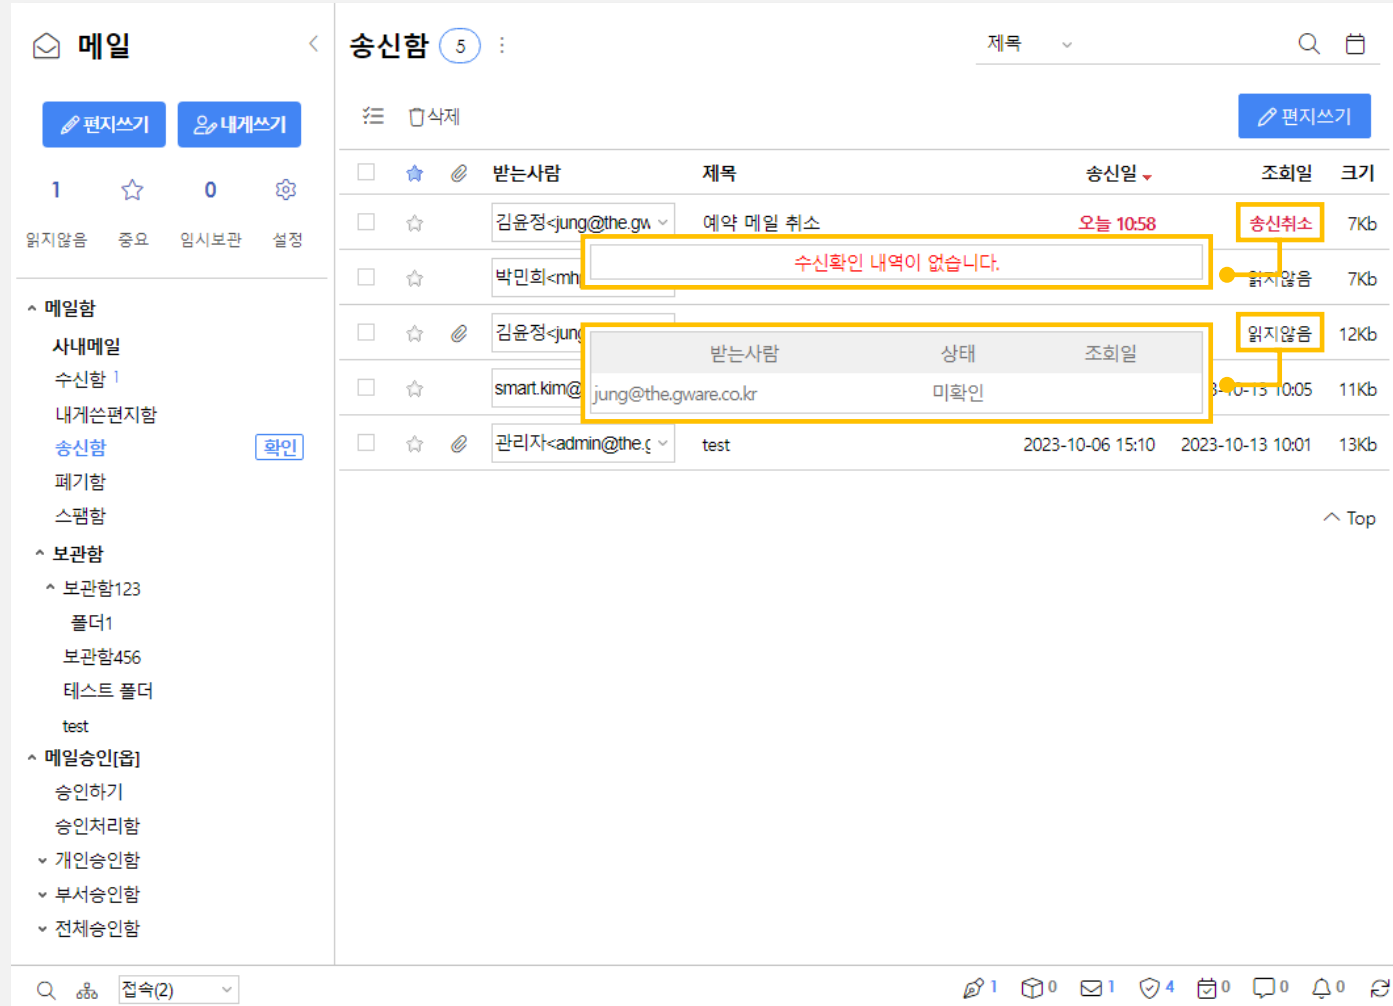 메일
편지쓰기 내게쓰기
1 0
읽지않음 중요 임시보관 설정
메일함
사내메일
수신함 1
내게쓴편지함
송신함 확인
폐기함
스팸함
보관함
보관함123
폴더1
보관함456
테스트 폴더
test
메일승인[옵]
승인하기
승인처리함
개인승인함
부서승인함
전체승인함
송신함 5
제목
삭제 편지쓰기
받는사람 제목 송신일 조회일 크기
김윤정<jung@the.gw 예약 메일 취소 오늘 10:58 송신취소 7Kb
수신확인 내역이 없습니다.
박민희<mh 읽지않음 7Kb
김윤정<jun 읽지않음 12Kb
받는사람 상태 조회일
jung@the.gware.co.kr 미확인
smart.kim@ 3-10-13 10:05 11Kb
관리자<admin@the.g test 2023-10-06 15:10 2023-10-13 10:01 13Kb
Top
접속(2) 1 0 1 4 0 0 0